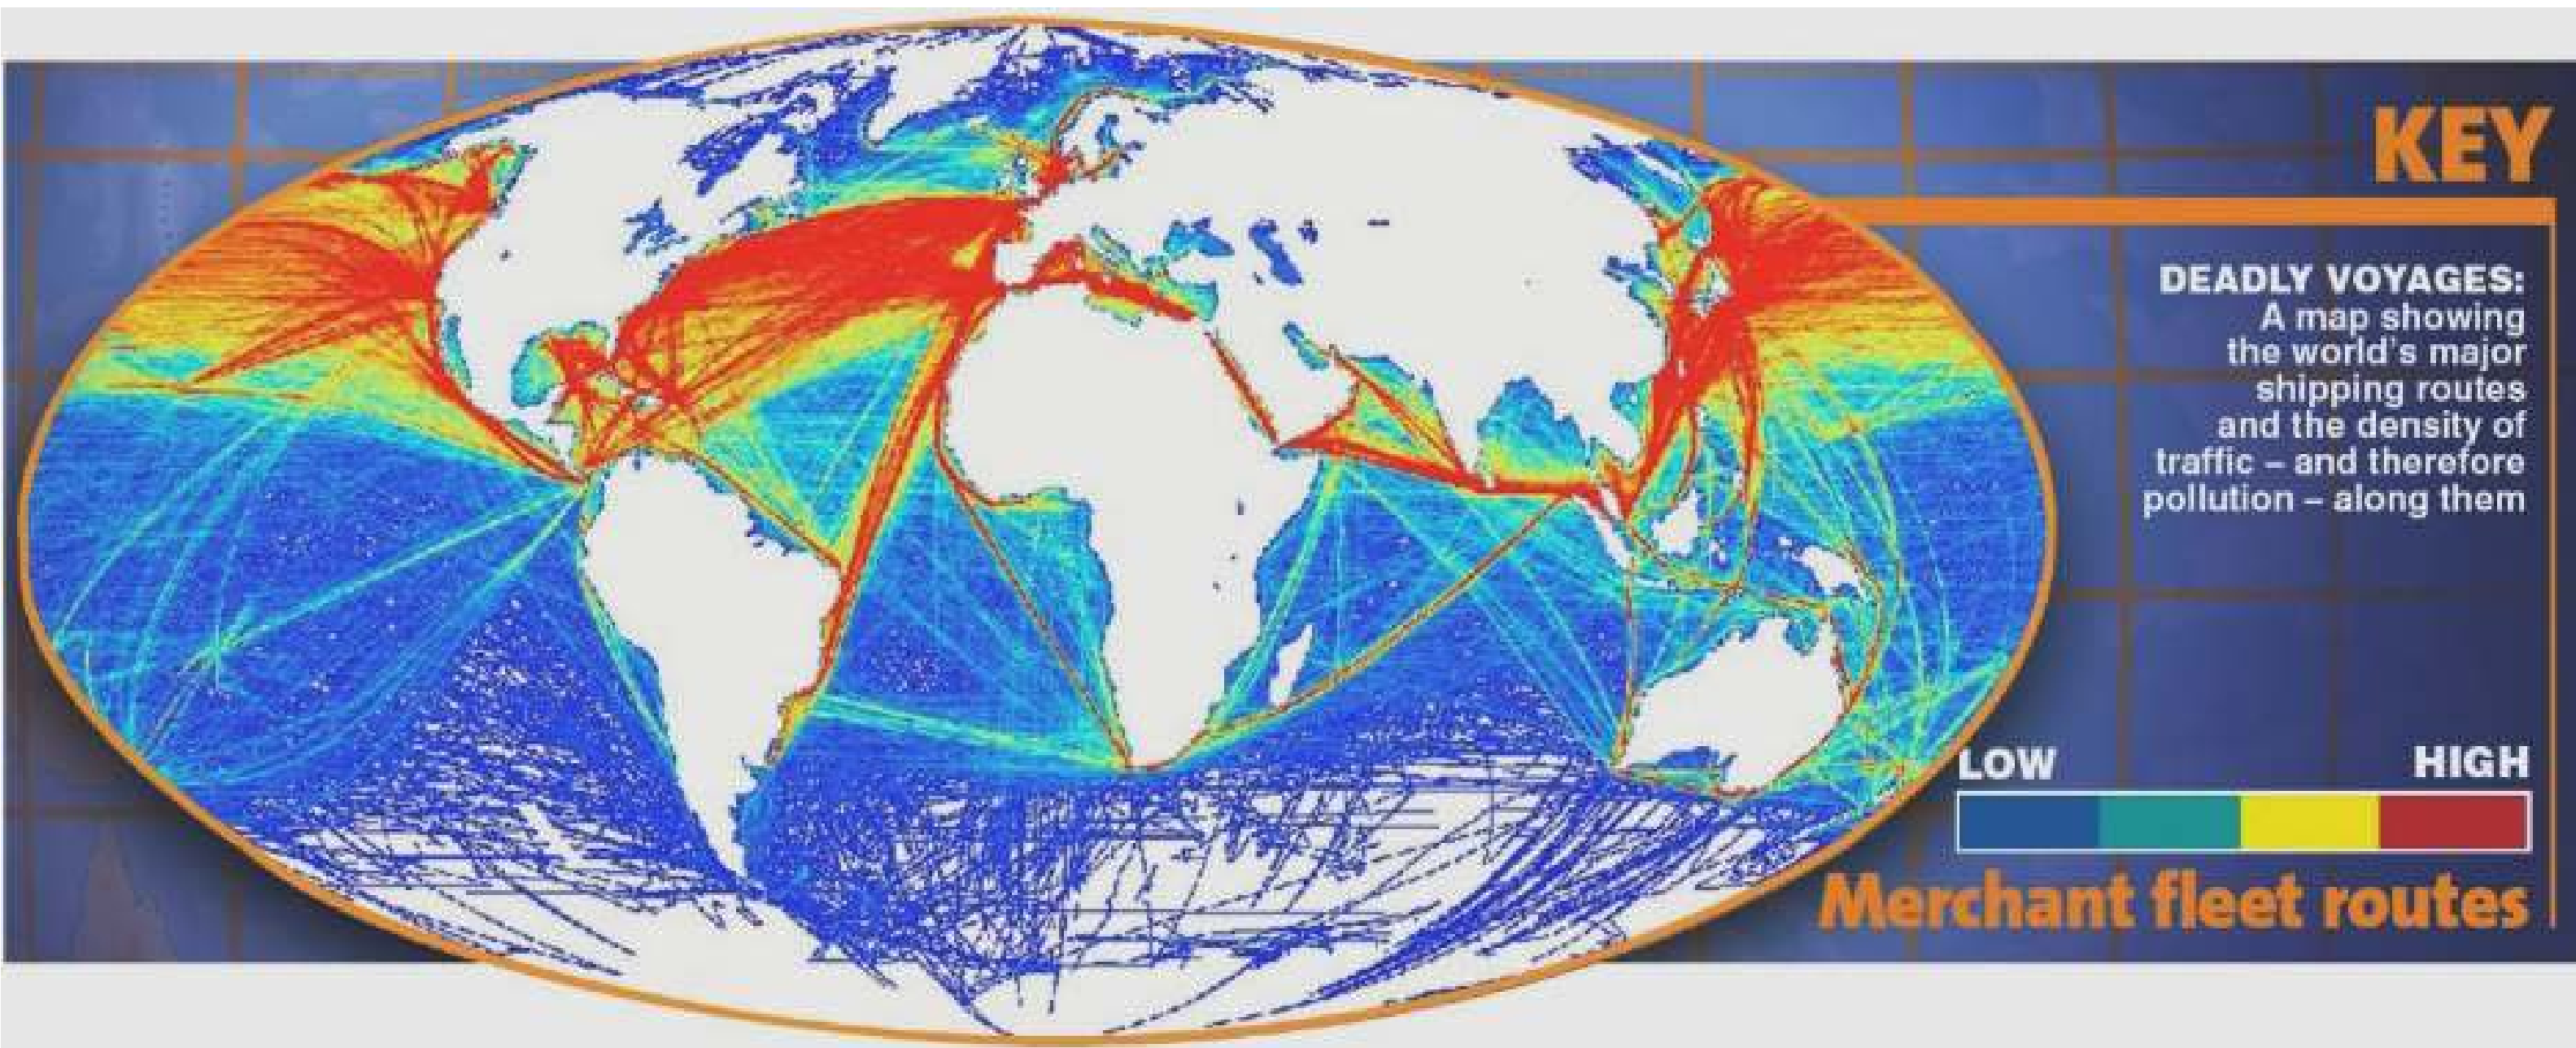 KEY
DEADLY VOYAGES:
A map showing
the world's major
shipping routes
and the density of
traffic – and therefore
pollution – along them
LOW HIGH
Merchant fleet routes